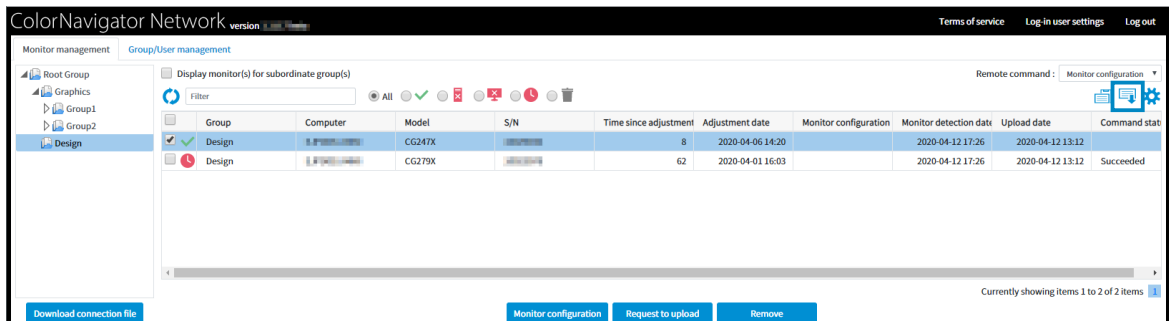 ColorNavigator Network version
Terms of service Log-in user settings Log out
Monitor management Group/User management
Root Group
Graphics
Group1
Group2
Design
Display monitor(s) for subordinate group(s)
Remote command : Monitor configuration
Filter
All
Group Computer Model S/N Time since adjustment Adjustment date Monitor configuration Monitor detection date Upload date Command stat
Design CG247X 8 2020-04-06 14:20 2020-04-12 17:26 2020-04-12 13:12
Design CG279X 62 2020-04-01 16:03 2020-04-12 17:26 2020-04-12 13:12 Succeeded
Currently showing items 1 to 2 of 2 items 1
Download connection file Monitor configuration Request to upload Remove